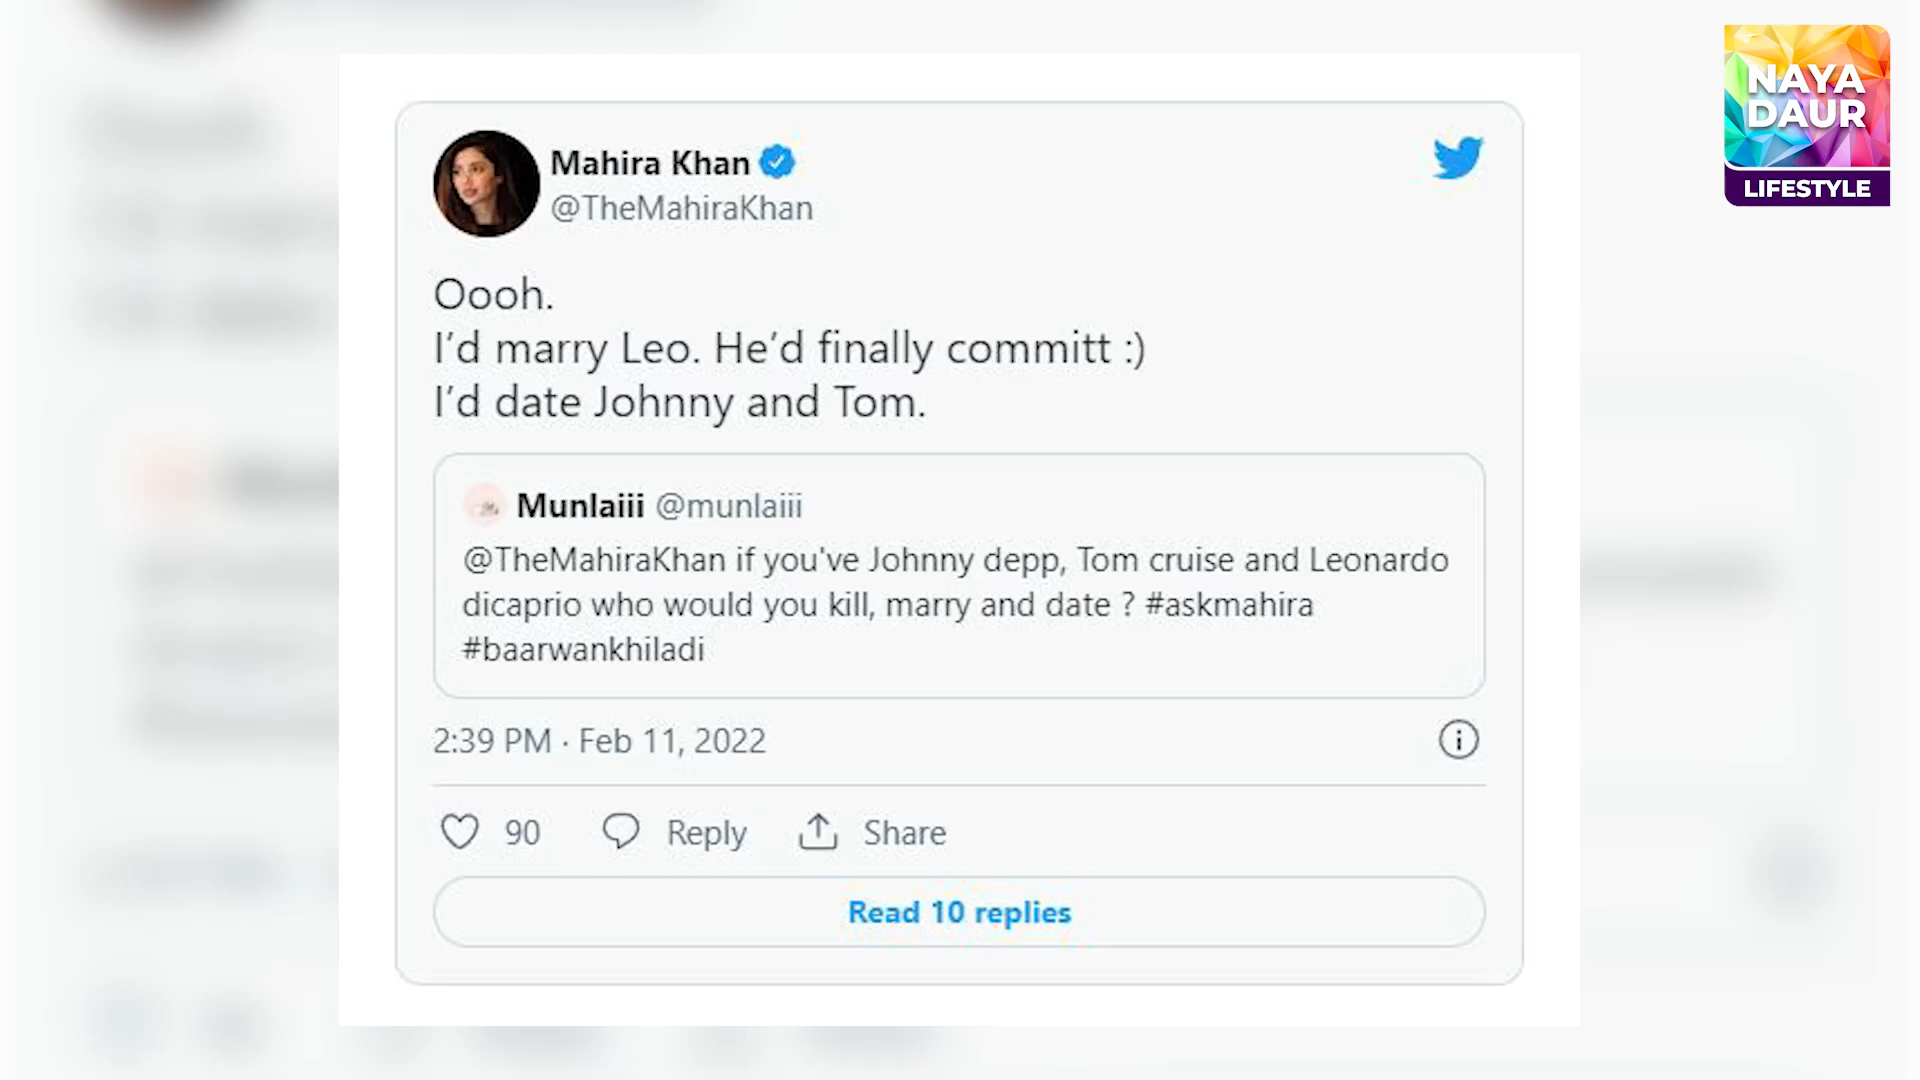 NAYA
DAUR
LIFESTYLE
Mahira Khan
@TheMahiraKhan
Oooh.
I’d marry Leo. He’d finally committ :)
I’d date Johnny and Tom.
Munlaiii @munlaiii
@TheMahiraKhan if you've Johnny depp, Tom cruise and Leonardo
dicaprio who would you kill, marry and date ? #askmahira
#baarwankhiladi
2:39 PM · Feb 11, 2022
90 Reply Share
Read 10 replies